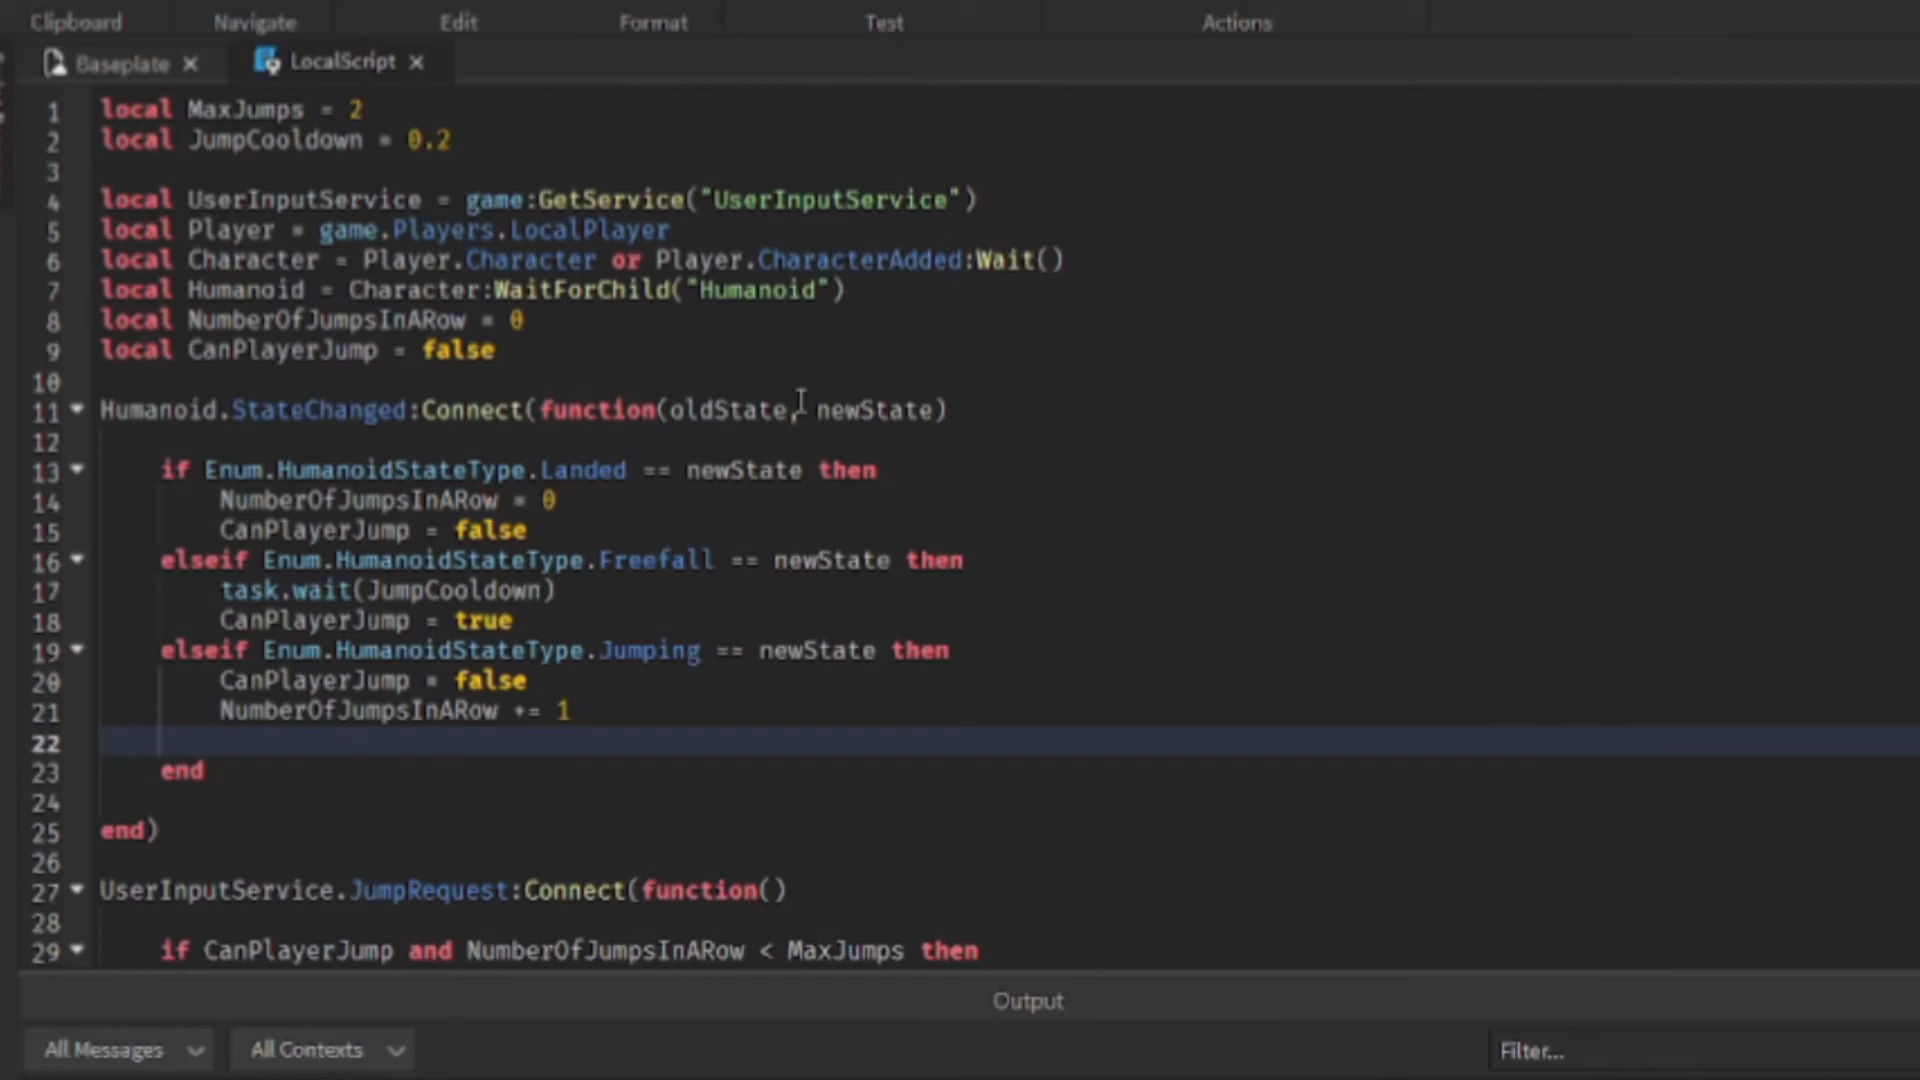 Clipboard Navigate Edit Format Test Actions
Baseplate LocalScript
1 local MaxJumps = 2
2 local JumpCooldown = 0.2
3
4 local UserInputService = game:GetService("UserInputService")
5 local Player = game.Players.LocalPlayer
6 local Character = Player.Character or Player.CharacterAdded:Wait()
7 local Humanoid = Character:WaitForChild("Humanoid")
8 local NumberOfJumpsInARow = 0
9 local CanPlayerJump = false
10
11 Humanoid.StateChanged:Connect(function(oldState, newState)
12
13 if Enum.HumanoidStateType.Landed == newState then
14 NumberOfJumpsInARow = 0
15 CanPlayerJump = false
16 elseif Enum.HumanoidStateType.Freefall == newState then
17 task.wait(JumpCooldown)
18 CanPlayerJump = true
19 elseif Enum.HumanoidStateType.Jumping == newState then
20 CanPlayerJump = false
21 NumberOfJumpsInARow += 1
22
23 end
24
25 end)
26
27 UserInputService.JumpRequest:Connect(function()
28
29 if CanPlayerJump and NumberOfJumpsInARow < MaxJumps then
Output
All Messages All Contexts Filter...